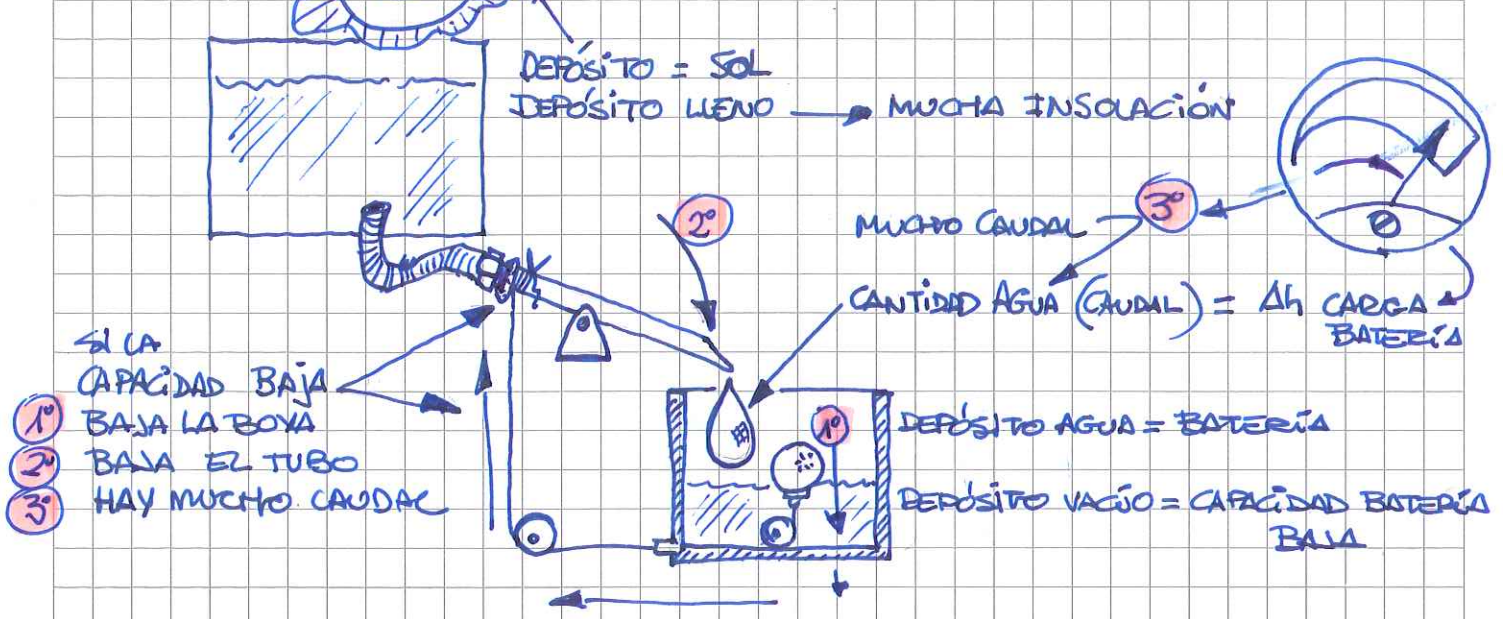 DEPÓSITO = SOL
DEPÓSITO LLENO → MUCHA INSOLACIÓN
2º
MUCHO CAUDAL
3º
CANTIDAD AGUA (CAUDAL) = Δh CARGA
BATERÍA
SI LA
CAPACIDAD BAJA
1º BAJA LA BOYA
2º BAJA EL TUBO
3º HAY MUCHO CAUDAL
1º
DEPÓSITO AGUA = BATERÍA
DEPÓSITO VACÍO = CAPACIDAD BATERÍA
BAJA